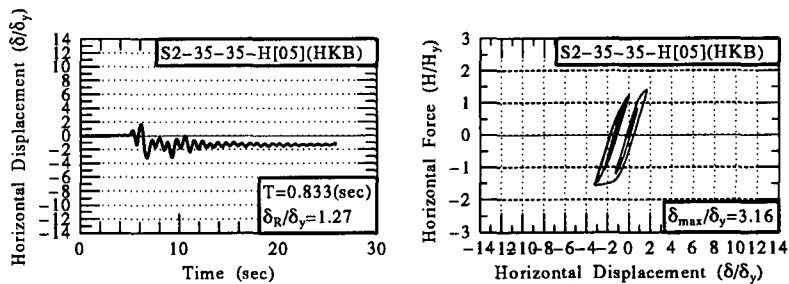 Horizontal Displacement (δ/δy)
14
12
10
8
6
4
2
0
−2
−4
−6
−8
−10
−12
−14
S2-35-35-H[05](HKB)
T=0.833(sec)
δR/δy=1.27
0 10 20 30
Time (sec)
Horizontal Force (H/Hy)
3
2
1
0
−1
−2
−3
S2-35-35-H[05](HKB)
δmax/δy=3.16
−14−12−10−8−6−4−2 0 2 4 6 8 10 12 14
Horizontal Displacement (δ/δy)